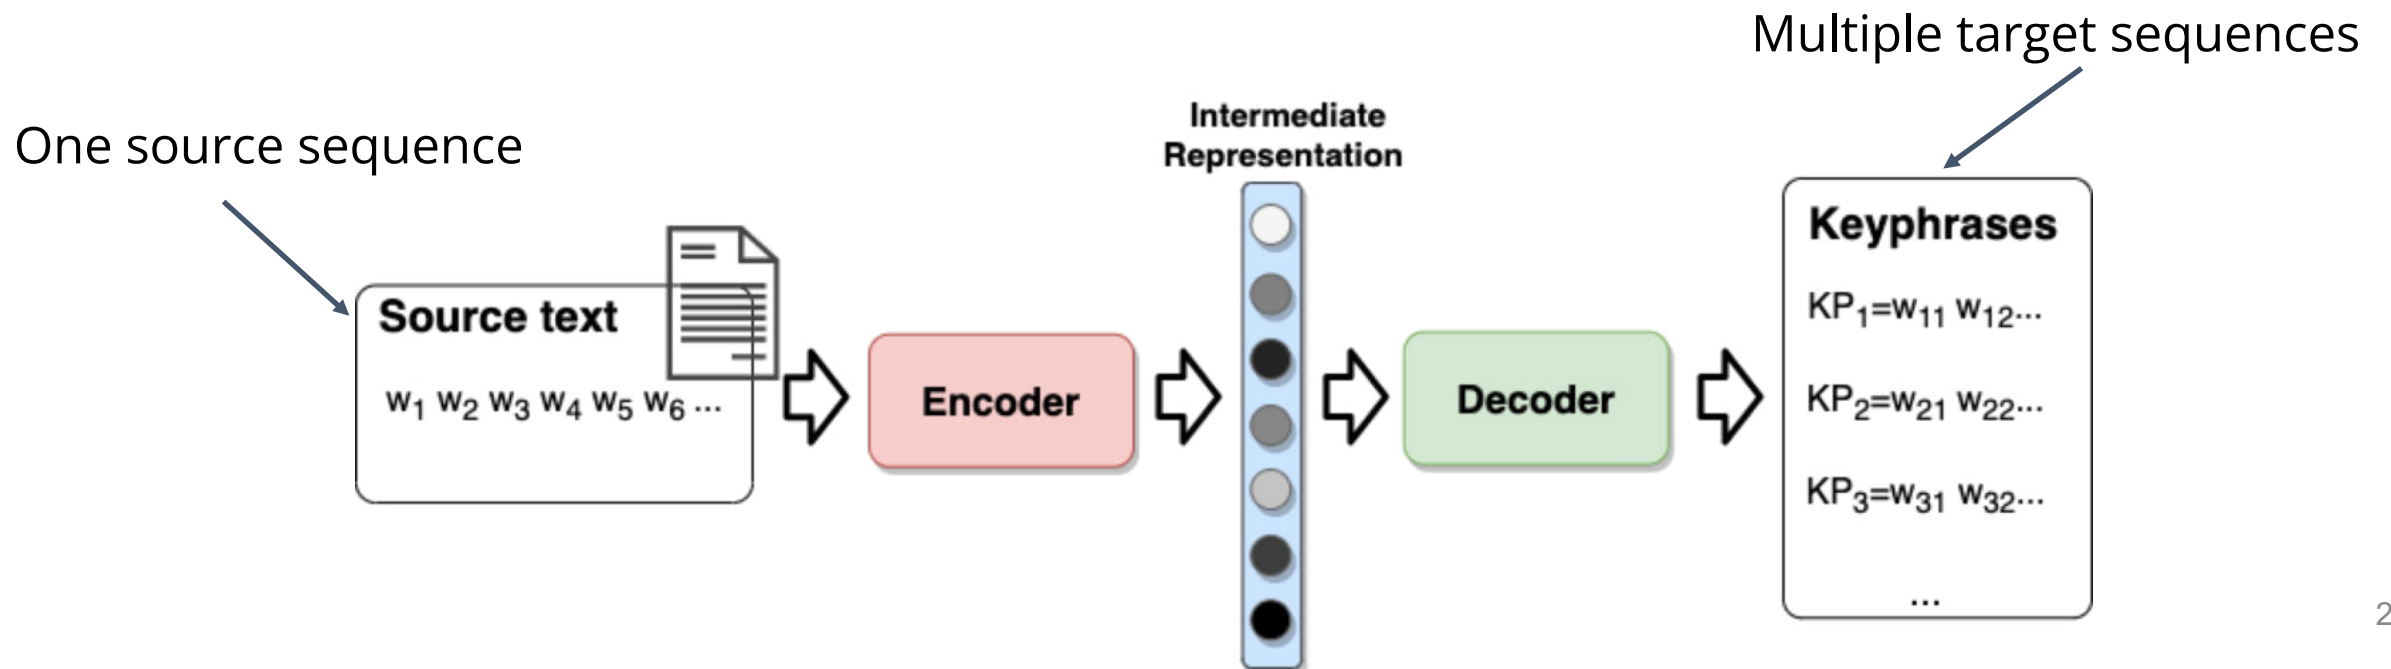 Multiple target sequences
One source sequence
Intermediate
Representation
Source text
w₁ w₂ w₃ w₄ w₅ w₆ ...
Encoder
Decoder
Keyphrases
KP₁=w₁₁ w₁₂...
KP₂=w₂₁ w₂₂...
KP₃=w₃₁ w₃₂...
...
2